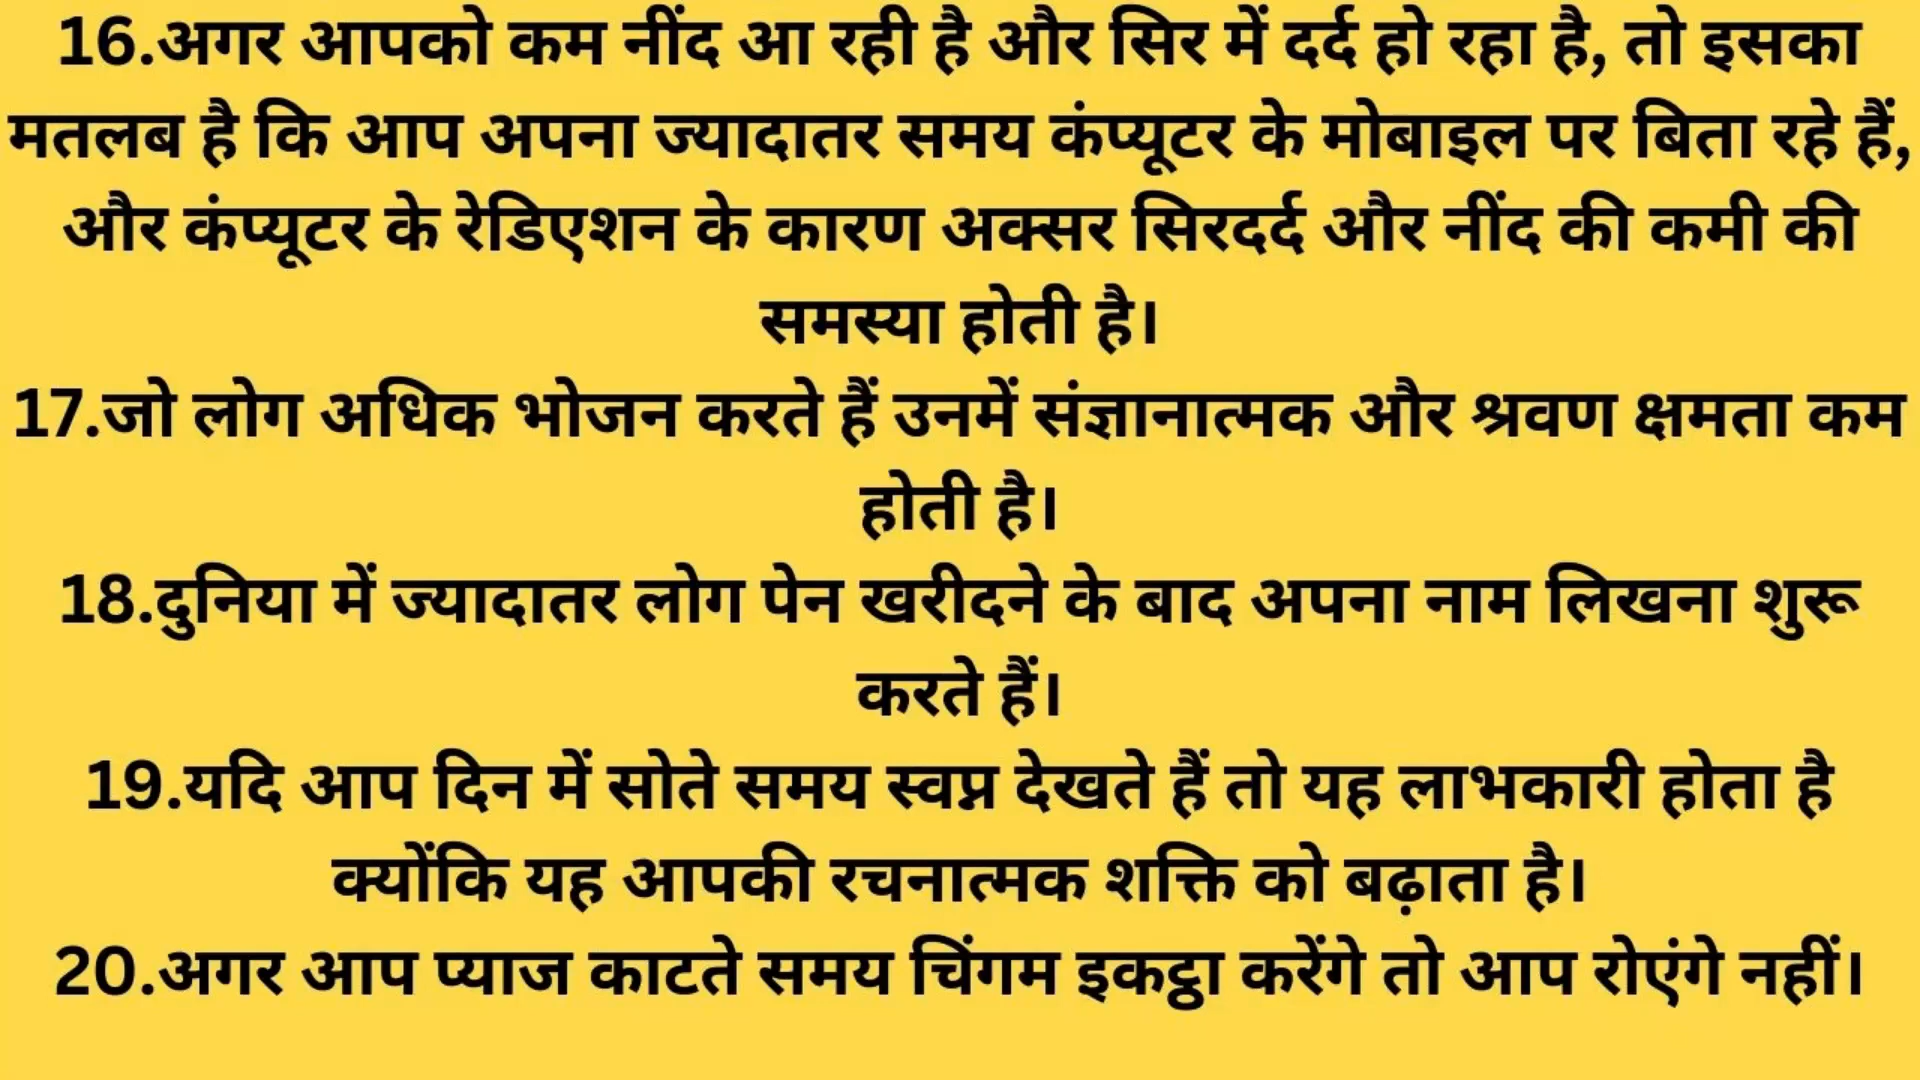 16.अगर आपको कम नींद आ रही है और सिर में दर्द हो रहा है, तो इसका
मतलब है कि आप अपना ज्यादातर समय कंप्यूटर के मोबाइल पर बिता रहे हैं,
और कंप्यूटर के रेडिएशन के कारण अक्सर सिरदर्द और नींद की कमी की
समस्या होती है।
17.जो लोग अधिक भोजन करते हैं उनमें संज्ञानात्मक और श्रवण क्षमता कम
होती है।
18.दुनिया में ज्यादातर लोग पेन खरीदने के बाद अपना नाम लिखना शुरू
करते हैं।
19.यदि आप दिन में सोते समय स्वप्न देखते हैं तो यह लाभकारी होता है
क्योंकि यह आपकी रचनात्मक शक्ति को बढ़ाता है।
20.अगर आप प्याज काटते समय चिंगम इकट्ठा करेंगे तो आप रोएंगे नहीं।